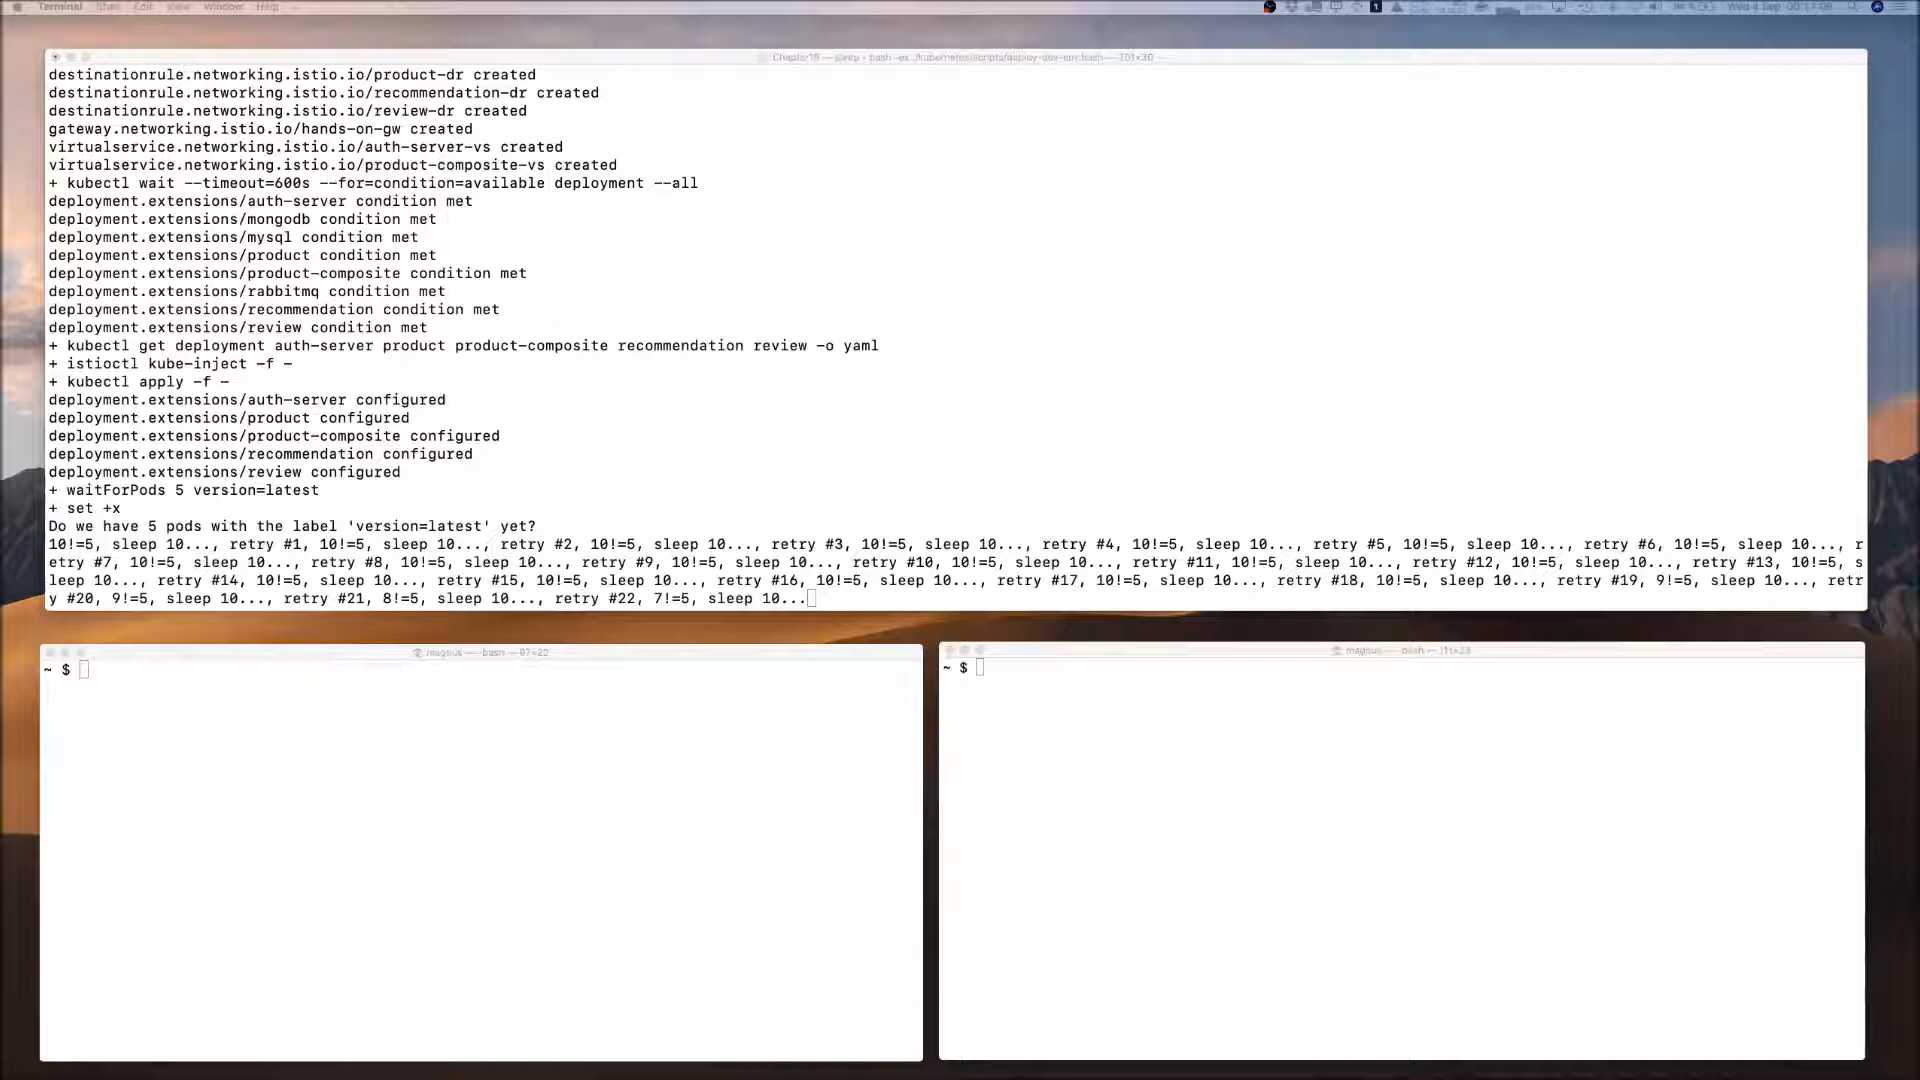 Terminal Shell Edit View Window Help
destinationrule.networking.istio.io/product-dr created
destinationrule.networking.istio.io/recommendation-dr created
destinationrule.networking.istio.io/review-dr created
gateway.networking.istio.io/hands-on-gw created
virtualservice.networking.istio.io/auth-server-vs created
virtualservice.networking.istio.io/product-composite-vs created
+ kubectl wait --timeout=600s --for=condition=available deployment --all
deployment.extensions/auth-server condition met
deployment.extensions/mongodb condition met
deployment.extensions/mysql condition met
deployment.extensions/product condition met
deployment.extensions/product-composite condition met
deployment.extensions/rabbitmq condition met
deployment.extensions/recommendation condition met
deployment.extensions/review condition met
+ kubectl get deployment auth-server product product-composite recommendation review -o yaml
+ istioctl kube-inject -f -
+ kubectl apply -f -
deployment.extensions/auth-server configured
deployment.extensions/product configured
deployment.extensions/product-composite configured
deployment.extensions/recommendation configured
deployment.extensions/review configured
+ waitForPods 5 version=latest
+ set +x
Do we have 5 pods with the label 'version=latest' yet?
10!=5, sleep 10..., retry #1, 10!=5, sleep 10..., retry #2, 10!=5, sleep 10..., retry #3, 10!=5, sleep 10..., retry #4, 10!=5, sleep 10..., retry #5, 10!=5, sleep 10..., retry #6, 10!=5, sleep 10..., r
etry #7, 10!=5, sleep 10..., retry #8, 10!=5, sleep 10..., retry #9, 10!=5, sleep 10..., retry #10, 10!=5, sleep 10..., retry #11, 10!=5, sleep 10..., retry #12, 10!=5, sleep 10..., retry #13, 10!=5, s
leep 10..., retry #14, 10!=5, sleep 10..., retry #15, 10!=5, sleep 10..., retry #16, 10!=5, sleep 10..., retry #17, 10!=5, sleep 10..., retry #18, 10!=5, sleep 10..., retry #19, 9!=5, sleep 10..., retr
y #20, 9!=5, sleep 10..., retry #21, 8!=5, sleep 10..., retry #22, 7!=5, sleep 10...
magnus — -bash — 97×22
~ $
magnus — -bash —
~ $